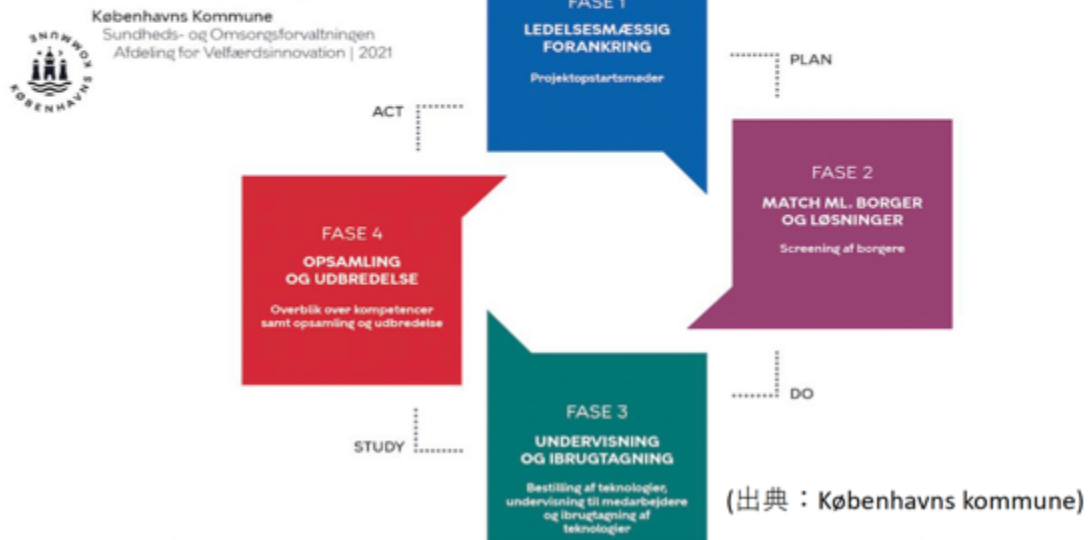 Københavns Kommune
Sundheds- og Omsorgsforvaltningen
Afdeling for Velfærdsinnovation | 2021
KØBENHAVNS KOMMUNE
FASE 1
LEDELSESMÆSSIG
FORANKRING
Projektopstartsmøder
PLAN
ACT
FASE 2
MATCH ML. BORGER
OG LØSNINGER
Screening af borgere
FASE 4
OPSAMLING
OG UDBREDELSE
Overblik over kompetencer
samt opsamling og udbredelse
DO
FASE 3
UNDERVISNING
OG IBRUGTAGNING
Bestilling af teknologier,
undervisning til medarbejdere
og ibrugtagning af
teknologier
STUDY
(出典：Københavns kommune)